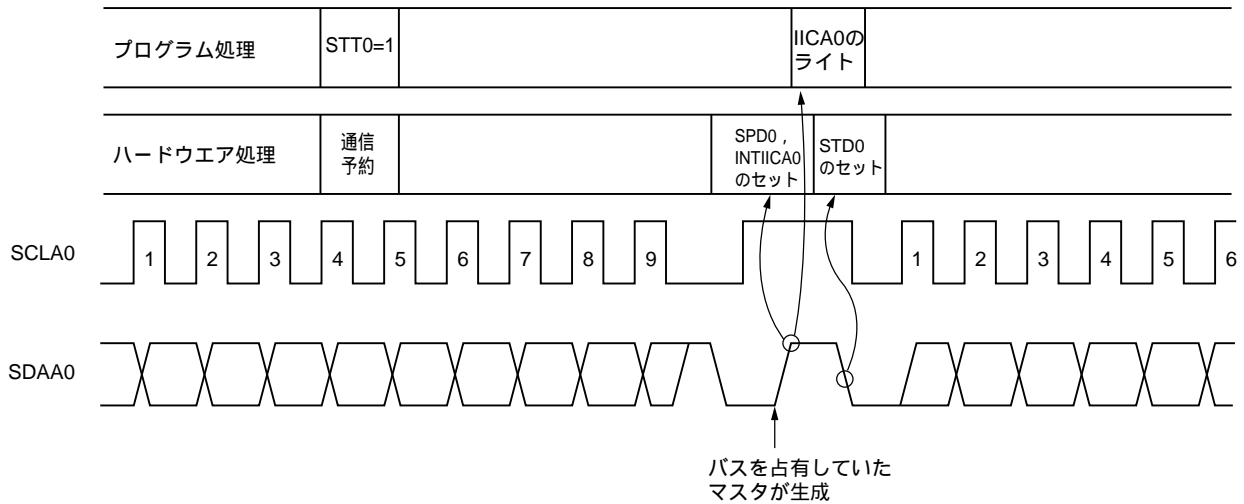 プログラム処理
STT0=1
IICA0の
ライト
ハードウエア処理
通信
予約
SPD0 ,
INTIICA0
のセット
STD0
のセット
SCLA0
1 2 3 4 5 6 7 8 9 1 2 3 4 5 6
SDAA0
バスを占有していた
マスタが生成